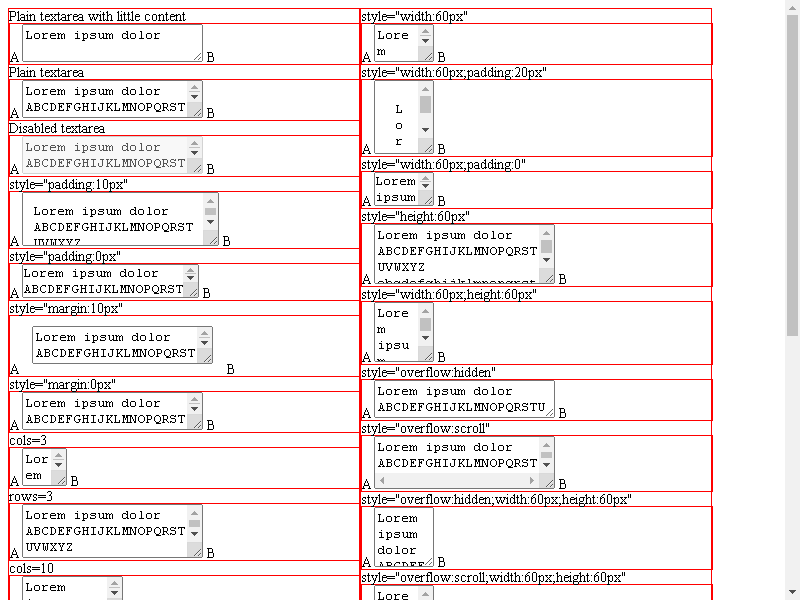 Plain textarea with little content
Lorem ipsum dolor
A B
Plain textarea
Lorem ipsum dolor
ABCDEFGHIJKLMNOPQRST
A B
Disabled textarea
Lorem ipsum dolor
ABCDEFGHIJKLMNOPQRST
A B
style="padding:10px"
Lorem ipsum dolor
ABCDEFGHIJKLMNOPQRST
UVWXYZ
A B
style="padding:0px"
Lorem ipsum dolor
ABCDEFGHIJKLMNOPQRST
A B
style="margin:10px"
Lorem ipsum dolor
ABCDEFGHIJKLMNOPQRST
A B
style="margin:0px"
Lorem ipsum dolor
ABCDEFGHIJKLMNOPQRST
A B
cols=3
Lor
em
A B
rows=3
Lorem ipsum dolor
ABCDEFGHIJKLMNOPQRST
UVWXYZ
A B
cols=10
Lorem
style="width:60px"
Lore
m
A B
style="width:60px;padding:20px"
L
o
r
A B
style="width:60px;padding:0"
Lorem
ipsum
A B
style="height:60px"
Lorem ipsum dolor
ABCDEFGHIJKLMNOPQRST
UVWXYZ
abcdefghijklmnopqrst
A B
style="width:60px;height:60px"
Lore
m
ipsu
m
A B
style="overflow:hidden"
Lorem ipsum dolor
ABCDEFGHIJKLMNOPQRSTU
A B
style="overflow:scroll"
Lorem ipsum dolor
ABCDEFGHIJKLMNOPQRST
A B
style="overflow:hidden;width:60px;height:60px"
Lorem
ipsum
dolor
ABCDEF
A B
style="overflow:scroll;width:60px;height:60px"
Lore